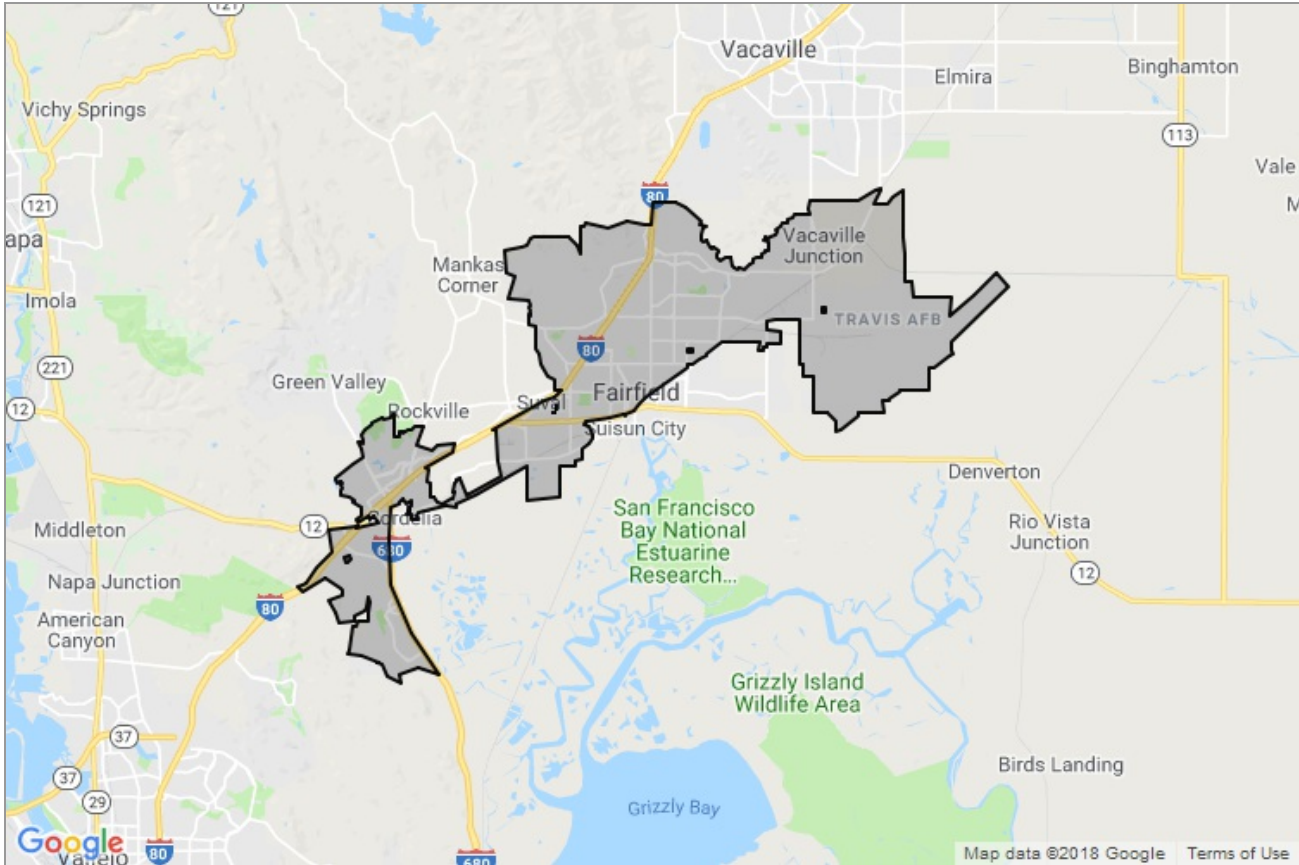 121
Vacaville
Elmira
Binghamton
Vichy Springs
113
Vale
M
121
80
apa
Vacaville
Junction
Mankas
Corner
Imola
TRAVIS AFB
80
221
Green Valley
Fairfield
12
Rockville
Suval
Suisun City
Denverton
San Francisco
Bay National
Estuarine
Research...
Middleton
12
Cordelia
Rio Vista
Junction
680
Napa Junction
12
80
American
Canyon
Grizzly Island
Wildlife Area
37
Birds Landing
37
29
Grizzly Bay
Google
Vallejo
80
680
Map data ©2018 Google
Terms of Use